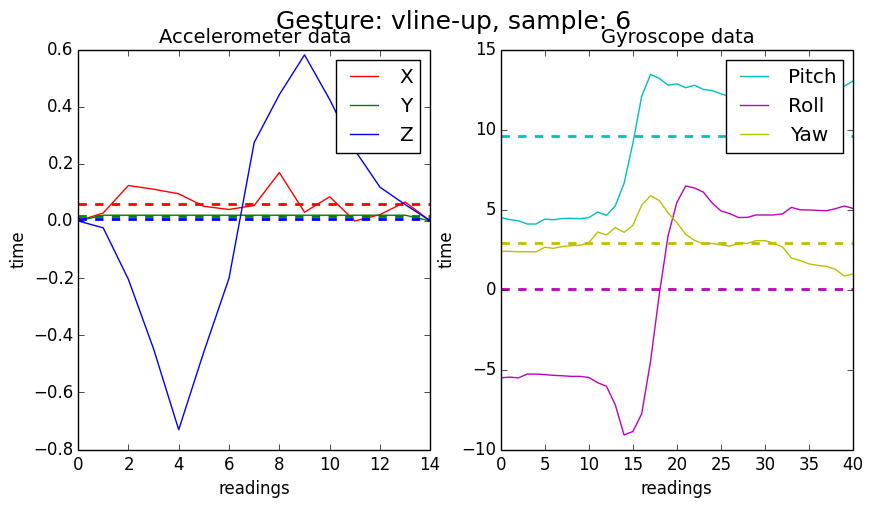 Gesture: vline-up, sample: 6
Accelerometer data
0.6
0.4
0.2
0.0
−0.2
−0.4
−0.6
−0.8
time
0 2 4 6 8 10 12 14
readings
X
Y
Z
Gyroscope data
15
10
5
0
−5
−10
time
0 5 10 15 20 25 30 35 40
readings
Pitch
Roll
Yaw